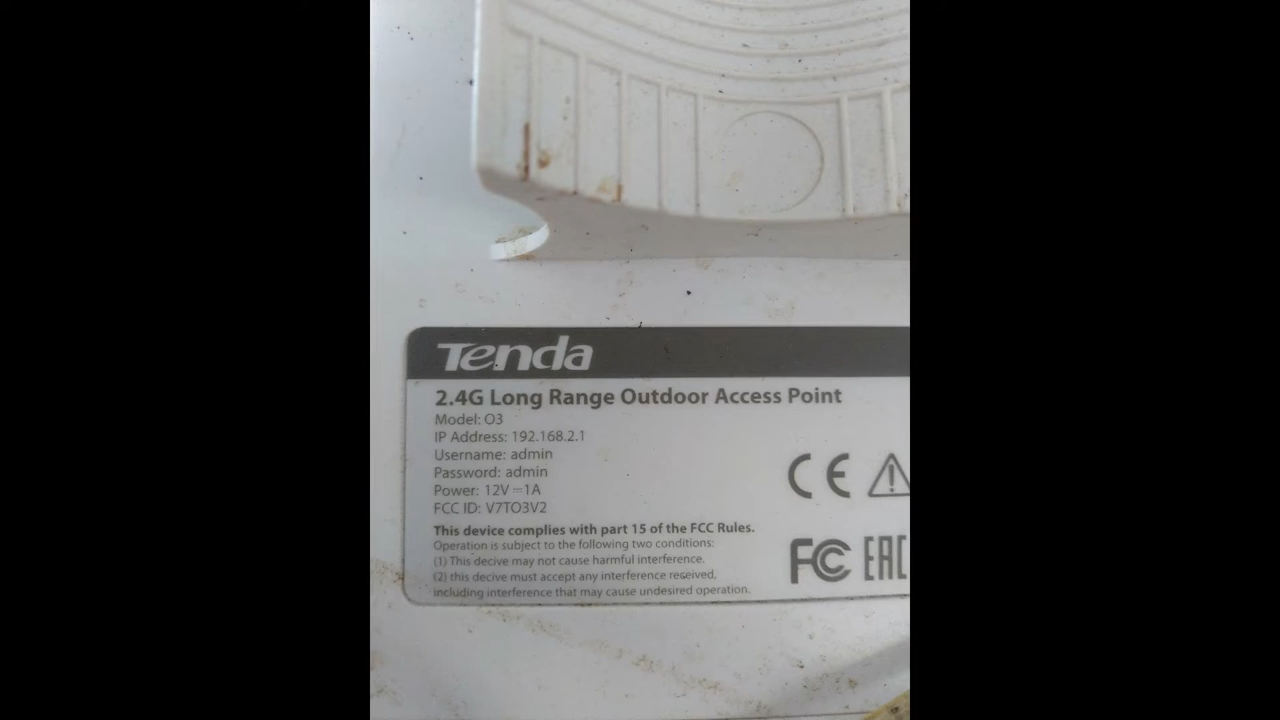 Tenda
2.4G Long Range Outdoor Access Point
Model: O3
IP Address: 192.168.2.1
Username: admin
Password: admin
Power: 12V⎓1A
FCC ID: V7TO3V2
This device complies with part 15 of the FCC Rules.
Operation is subject to the following two conditions:
(1) This decive may not cause harmful interference.
(2) this decive must accept any interference received,
including interference that may cause undesired operation.
CE
FC
EAC